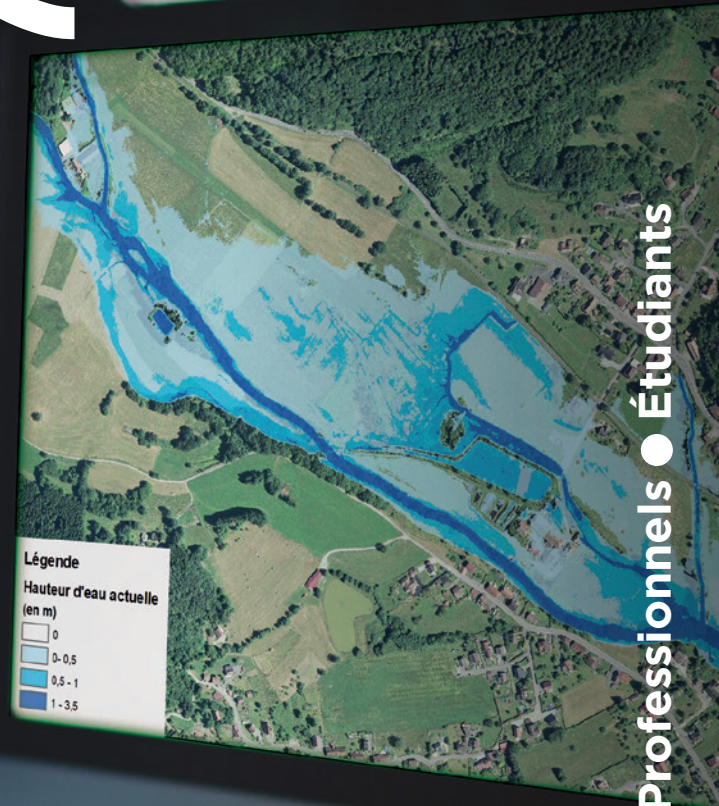 Légende
Hauteur d'eau actuelle
(en m)
0
0- 0,5
0,5 - 1
1 - 3,5
Professionnels ● Étudiants